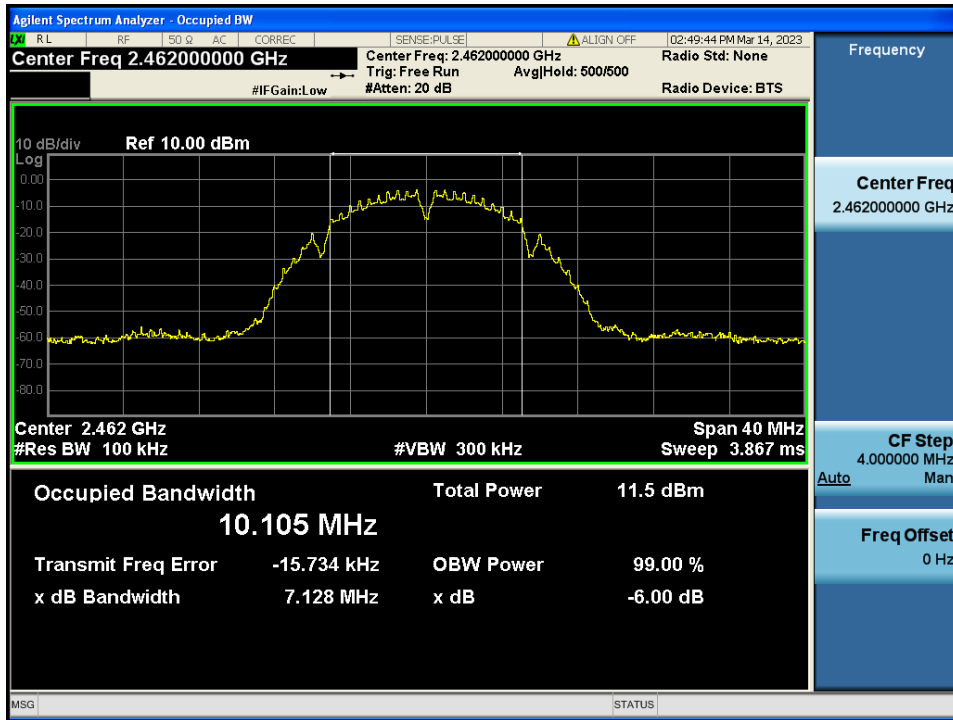 Agilent Spectrum Analyzer - Occupied BW
LXI RL RF 50 Ω AC CORREC SENSE:PULSE ALIGN OFF 02:49:44 PM Mar 14, 2023
Center Freq 2.462000000 GHz
Center Freq: 2.462000000 GHz Radio Std: None
Trig: Free Run Avg|Hold: 500/500
#IFGain:Low #Atten: 20 dB Radio Device: BTS
10 dB/div Ref 10.00 dBm
Log
0.00
-10.0
-20.0
-30.0
-40.0
-50.0
-60.0
-70.0
-80.0
Center 2.462 GHz Span 40 MHz
#Res BW 100 kHz #VBW 300 kHz Sweep 3.867 ms
Occupied Bandwidth Total Power 11.5 dBm
10.105 MHz
Transmit Freq Error -15.734 kHz OBW Power 99.00 %
x dB Bandwidth 7.128 MHz x dB -6.00 dB
MSG STATUS
Frequency
Center Freq
2.462000000 GHz
CF Step
4.000000 MHz
Auto Man
Freq Offset
0 Hz